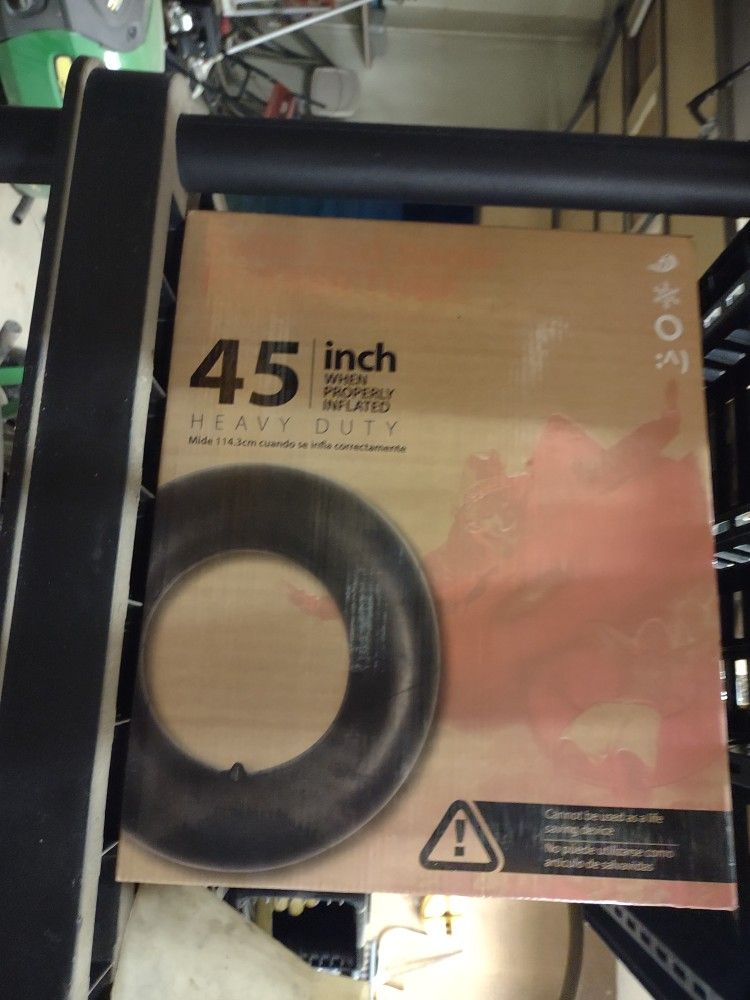 45 inch
WHEN
PROPERLY
INFLATED
HEAVY DUTY
Mide 114.3cm cuando se infla correctamente
:^)
Cannot be used as a life
saving device
No puede utilizarse como
artículo de salvavidas